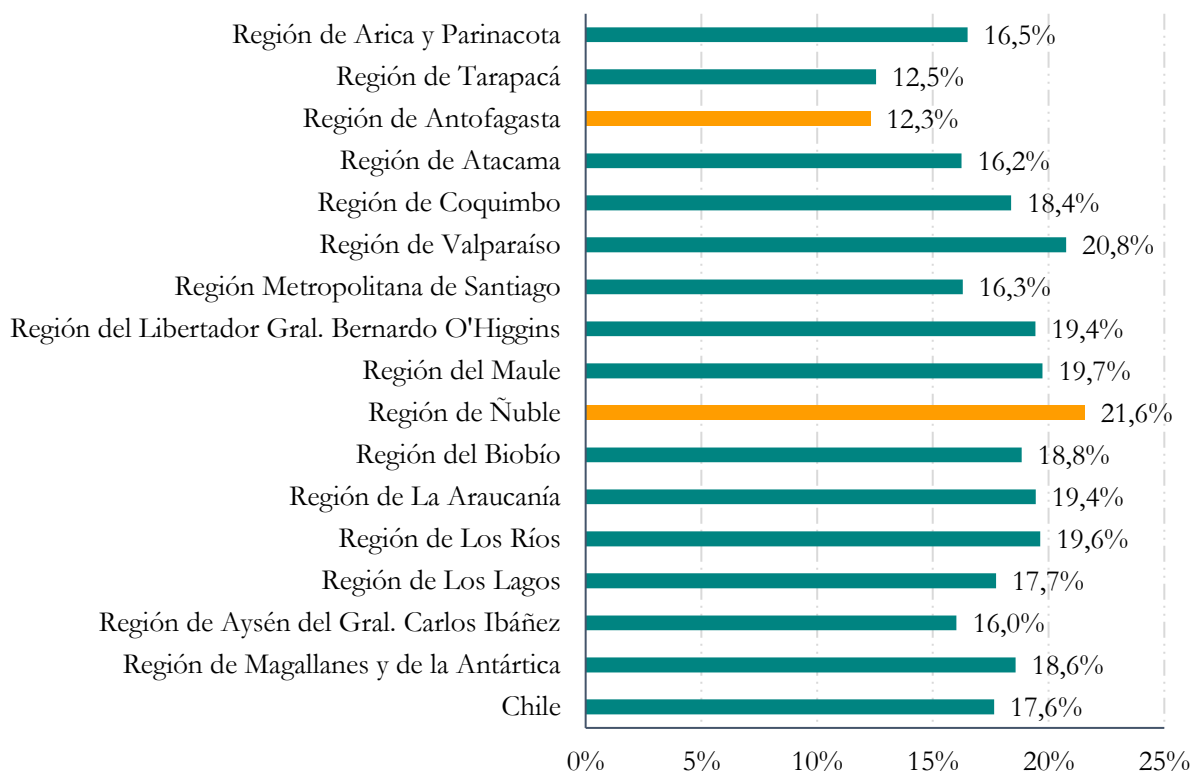 Región de Arica y Parinacota 16,5%
Región de Tarapacá 12,5%
Región de Antofagasta 12,3%
Región de Atacama 16,2%
Región de Coquimbo 18,4%
Región de Valparaíso 20,8%
Región Metropolitana de Santiago 16,3%
Región del Libertador Gral. Bernardo O'Higgins 19,4%
Región del Maule 19,7%
Región de Ñuble 21,6%
Región del Biobío 18,8%
Región de La Araucanía 19,4%
Región de Los Ríos 19,6%
Región de Los Lagos 17,7%
Región de Aysén del Gral. Carlos Ibáñez 16,0%
Región de Magallanes y de la Antártica 18,6%
Chile 17,6%
0% 5% 10% 15% 20% 25%